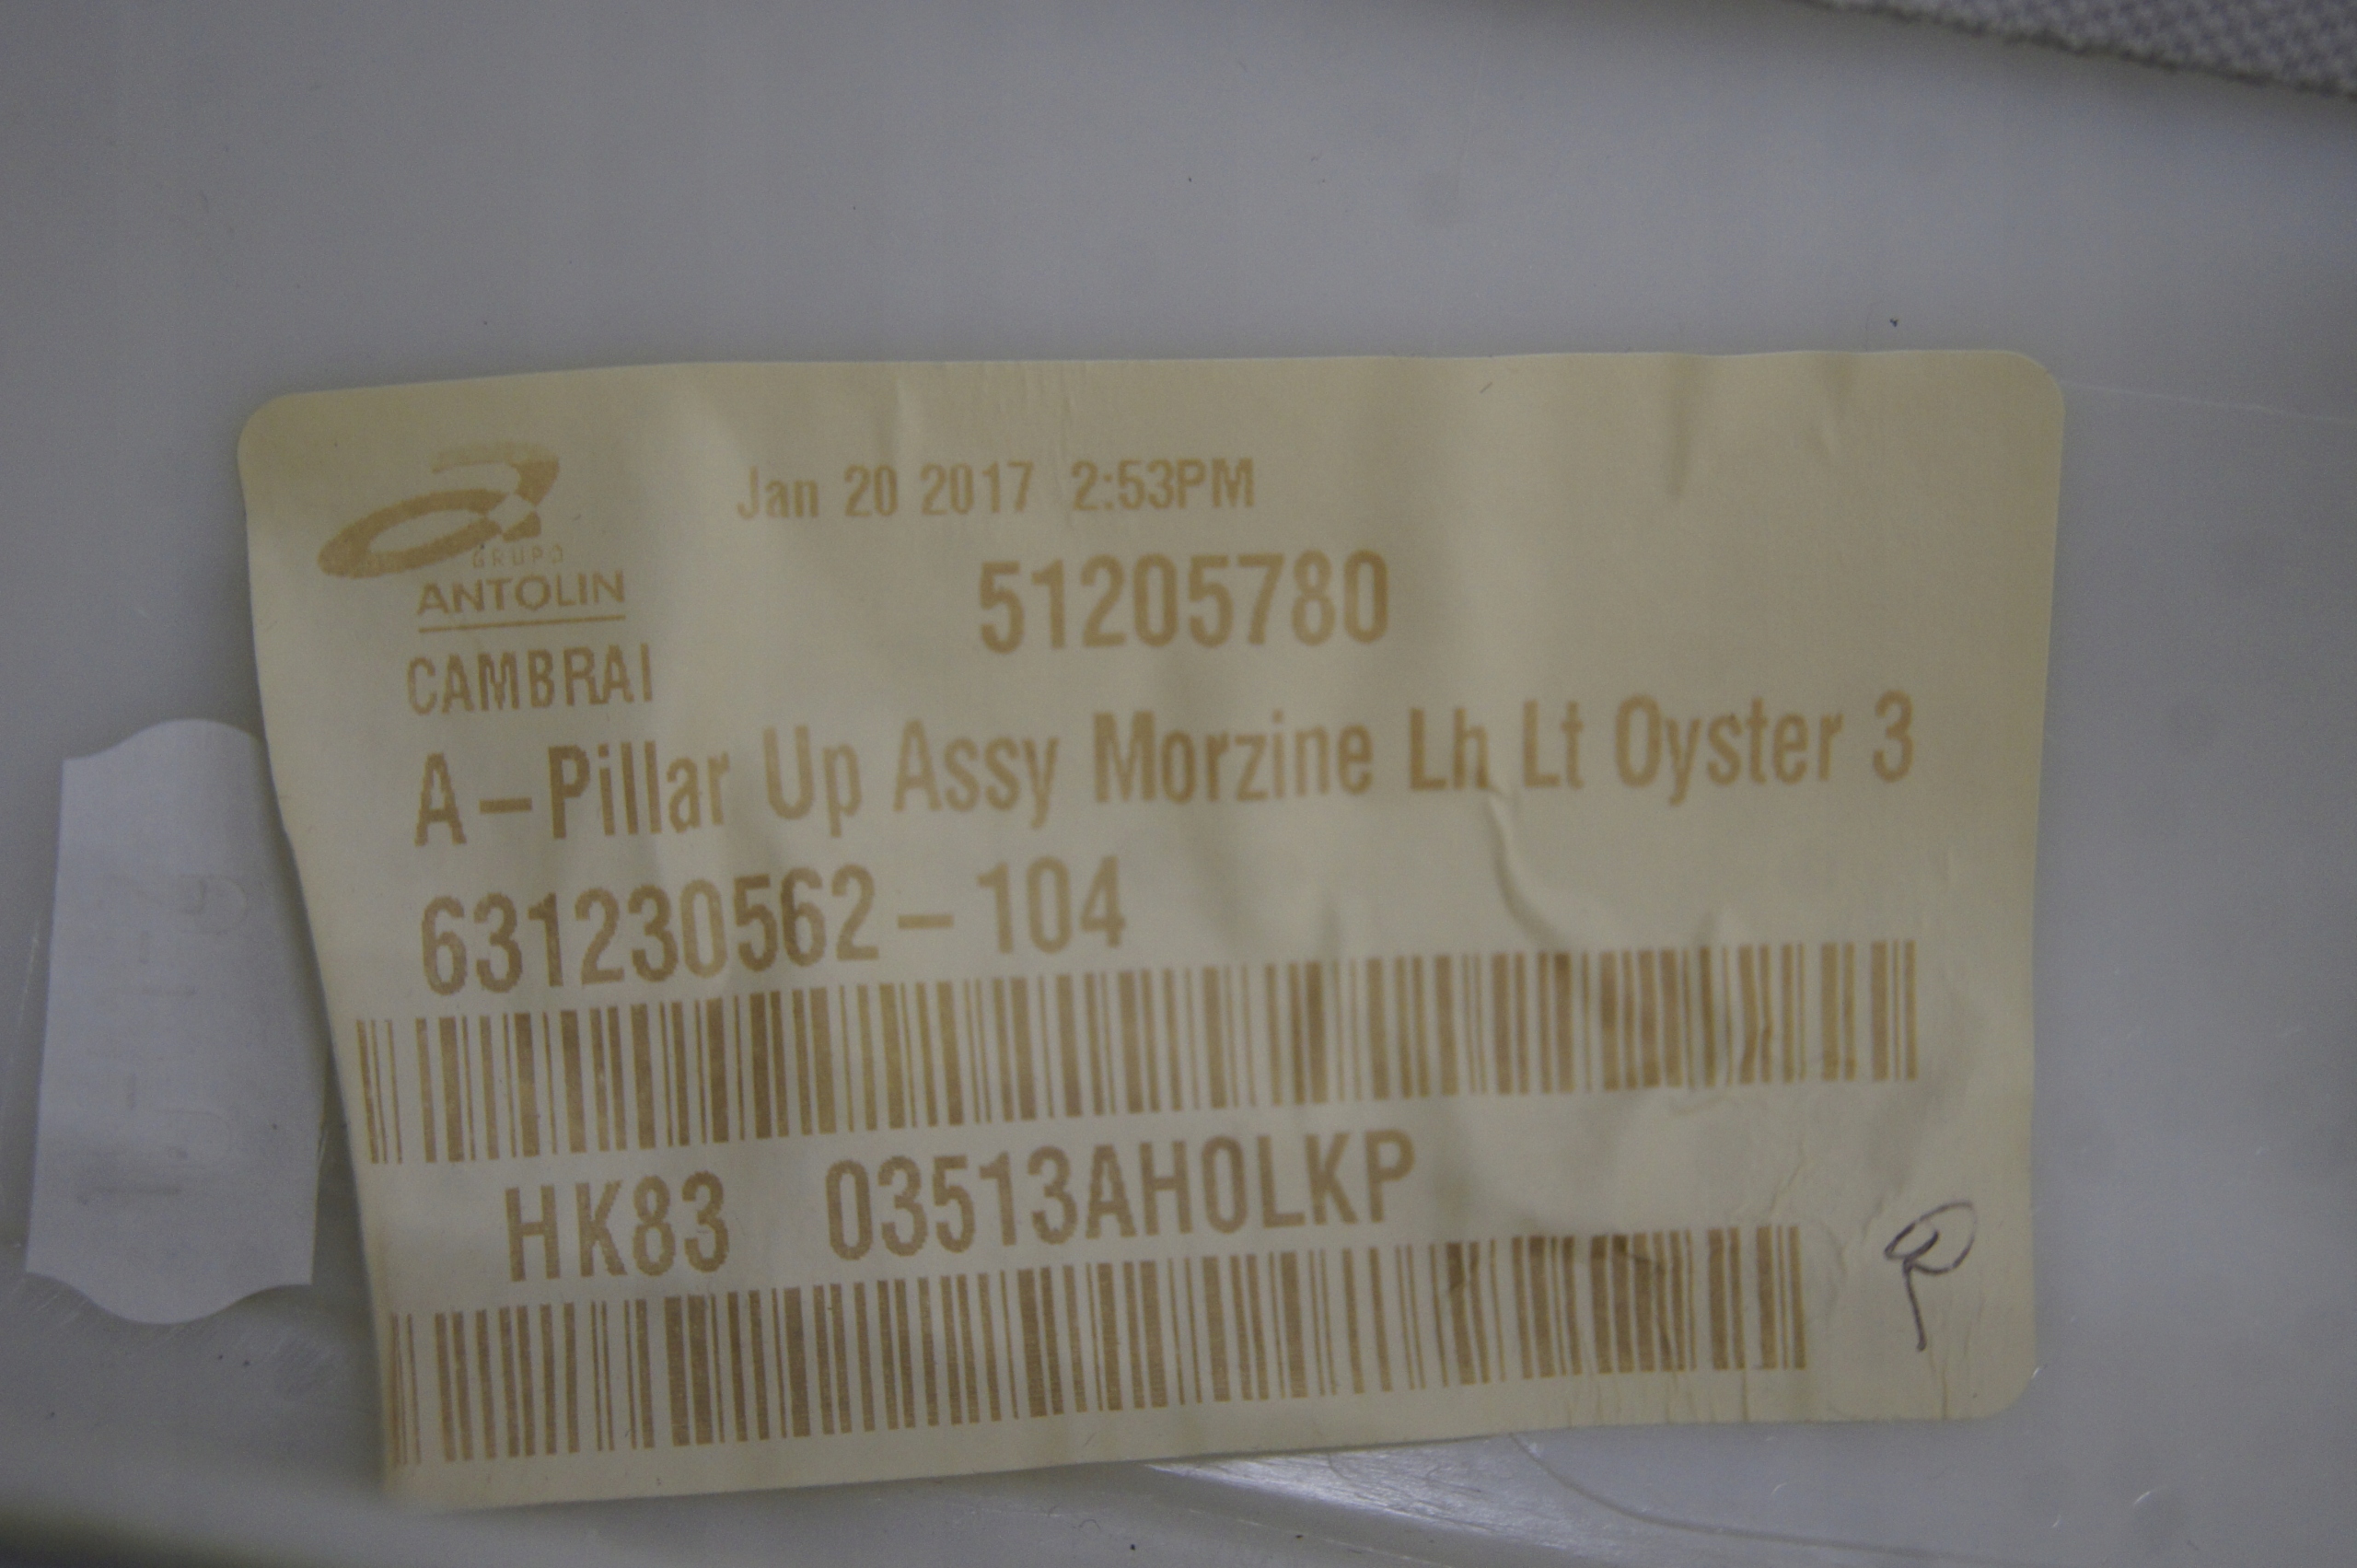 Jan 20 2017 2:53PM
GRUPO
ANTOLIN
51205780
CAMBRAI
A-Pillar Up Assy Morzine Lh Lt Oyster 3
631230562-104
HK83 03513AH0LKP